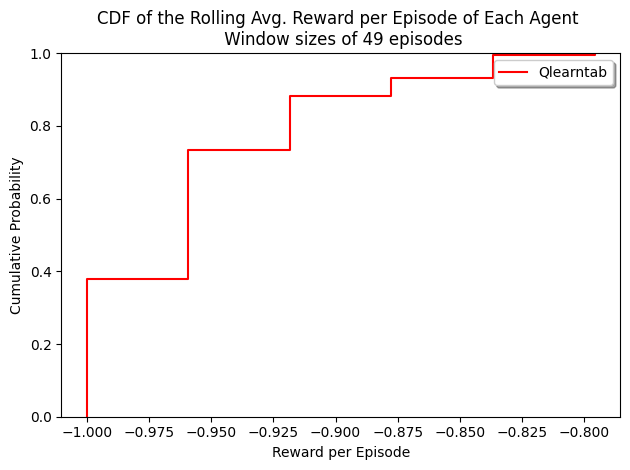 CDF of the Rolling Avg. Reward per Episode of Each Agent
Window sizes of 49 episodes
Qlearntab
Cumulative Probability
1.0
0.8
0.6
0.4
0.2
0.0
−1.000 −0.975 −0.950 −0.925 −0.900 −0.875 −0.850 −0.825 −0.800
Reward per Episode